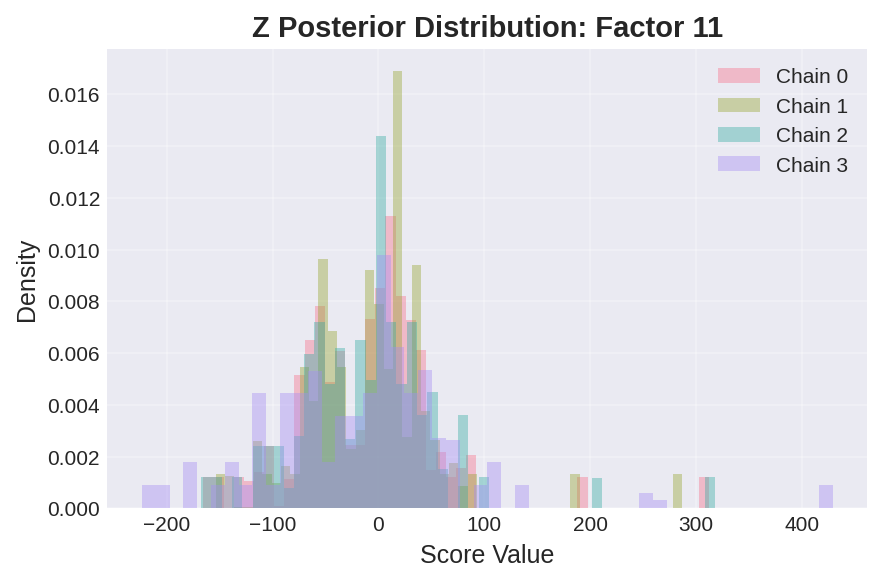 Z Posterior Distribution: Factor 11
Chain 0
Chain 1
Chain 2
Chain 3
0.016
0.014
0.012
0.010
0.008
0.006
0.004
0.002
0.000
Density
−200 −100 0 100 200 300 400
Score Value